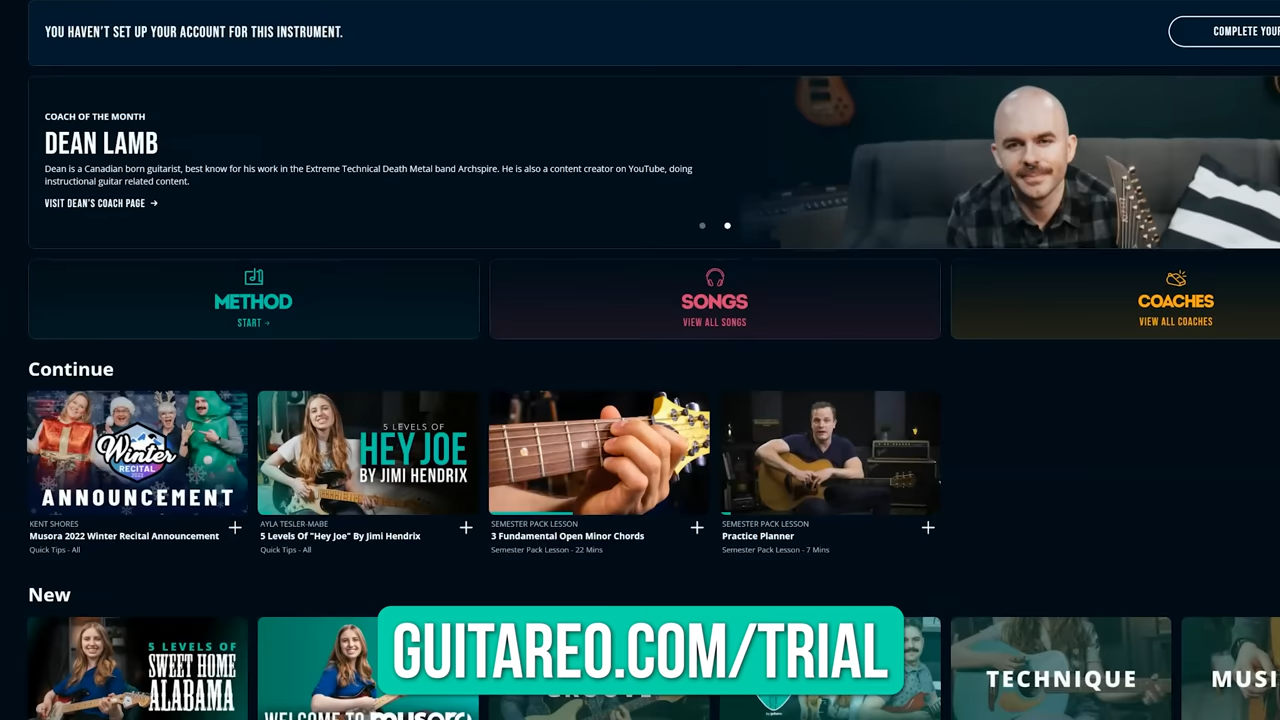 YOU HAVEN'T SET UP YOUR ACCOUNT FOR THIS INSTRUMENT.
COMPLETE YOUR
COACH OF THE MONTH
DEAN LAMB
Dean is a Canadian born guitarist, best know for his work in the Extreme Technical Death Metal band Archspire. He is also a content creator on YouTube, doing
instructional guitar related content.
VISIT DEAN'S COACH PAGE →
METHOD
START →
SONGS
VIEW ALL SONGS
COACHES
VIEW ALL COACHES
Continue
Winter
RECITAL
2022
ANNOUNCEMENT
5 LEVELS OF
HEY JOE
BY JIMI HENDRIX
KENT SHORES
Musora 2022 Winter Recital Announcement
Quick Tips - All
AYLA TESLER-MABE
5 Levels Of "Hey Joe" By Jimi Hendrix
Quick Tips - All
SEMESTER PACK LESSON
3 Fundamental Open Minor Chords
Semester Pack Lesson - 22 Mins
SEMESTER PACK LESSON
Practice Planner
Semester Pack Lesson - 7 Mins
New
5 LEVELS OF
SWEET HOME
ALABAMA
WELCOME TO musora
GROOVE
TECHNIQUE
GUITAREO.COM/TRIAL